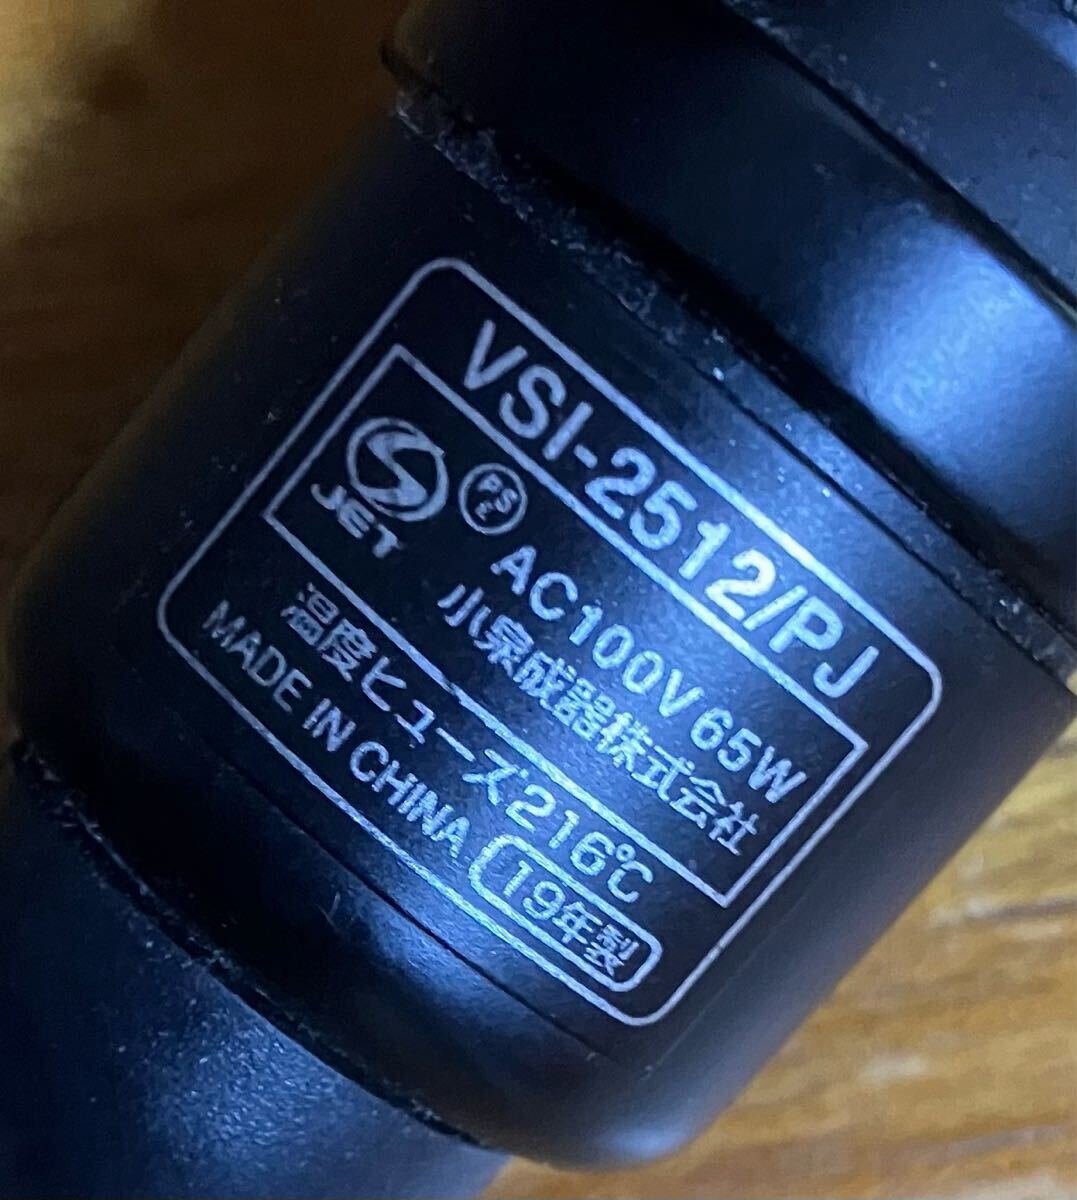 VSI-2512/PJ
JET
PS
E
AC100V 65W
小泉成器株式会社
温度ヒューズ216℃
MADE IN CHINA
19年製